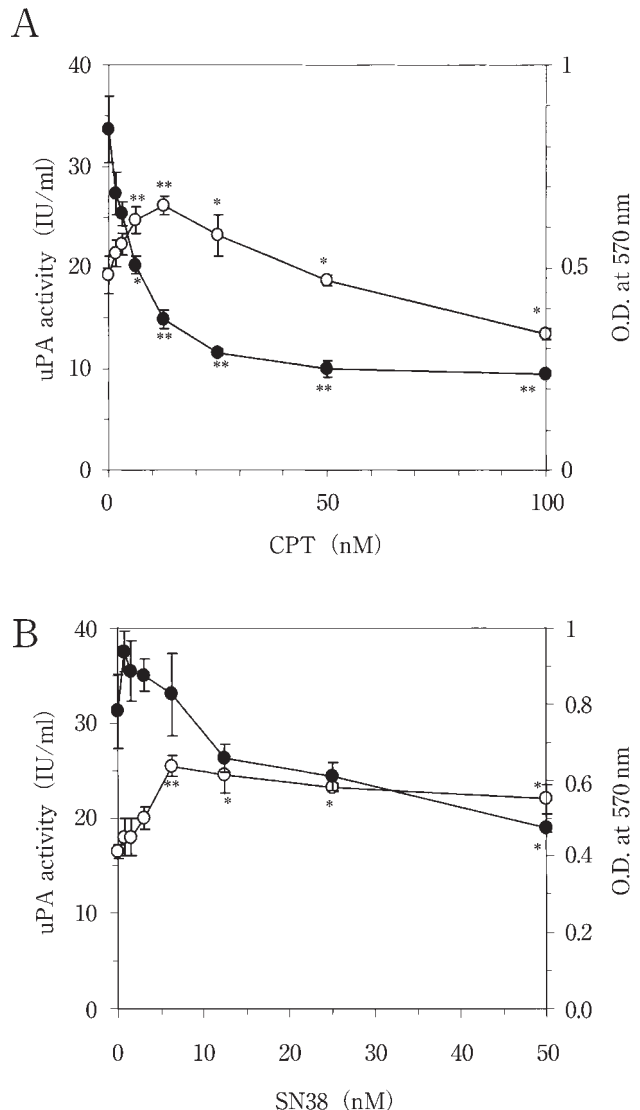 A
40
30
20
10
0
uPA activity (IU/ml)
1
0.5
0
O.D. at 570 nm
** ** * * *
* ** ** ** **
0 50 100
CPT (nM)
B
40
30
20
10
0
uPA activity (IU/ml)
1
0.8
0.6
0.4
0.2
0.0
O.D. at 570 nm
** * * *
*
0 10 20 30 40 50
SN38 (nM)